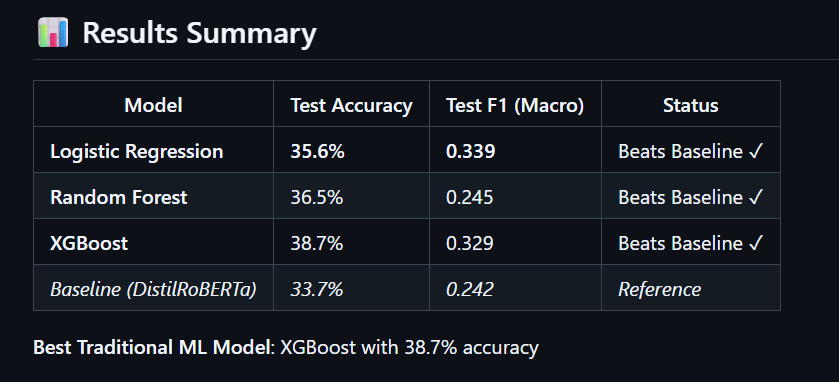 📊 Results Summary
Model Test Accuracy Test F1 (Macro) Status
Logistic Regression 35.6% 0.339 Beats Baseline ✓
Random Forest 36.5% 0.245 Beats Baseline ✓
XGBoost 38.7% 0.329 Beats Baseline ✓
Baseline (DistilRoBERTa) 33.7% 0.242 Reference
Best Traditional ML Model: XGBoost with 38.7% accuracy